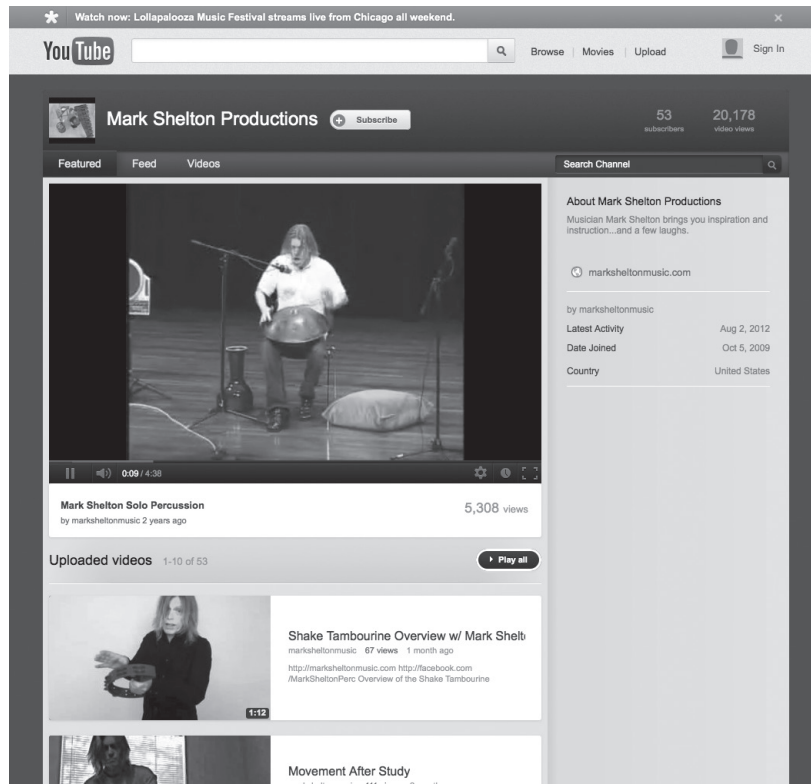 Watch now: Lollapalooza Music Festival streams live from Chicago all weekend.
YouTube
Browse Movies Upload Sign In
Mark Shelton Productions
Subscribe
53
subscribers
20,178
video views
Featured Feed Videos
Search Channel
About Mark Shelton Productions
Musician Mark Shelton brings you inspiration and
instruction...and a few laughs.
marksheltonmusic.com
by marksheltonmusic
Latest Activity Aug 2, 2012
Date Joined Oct 5, 2009
Country United States
0:09 / 4:38
Mark Shelton Solo Percussion
by marksheltonmusic 2 years ago
5,308 views
Uploaded videos 1-10 of 53
Play all
1:12
Shake Tambourine Overview w/ Mark Shelt
marksheltonmusic 67 views 1 month ago
http://marksheltonmusic.com http://facebook.com
/MarkSheltonPerc Overview of the Shake Tambourine
Movement After Study